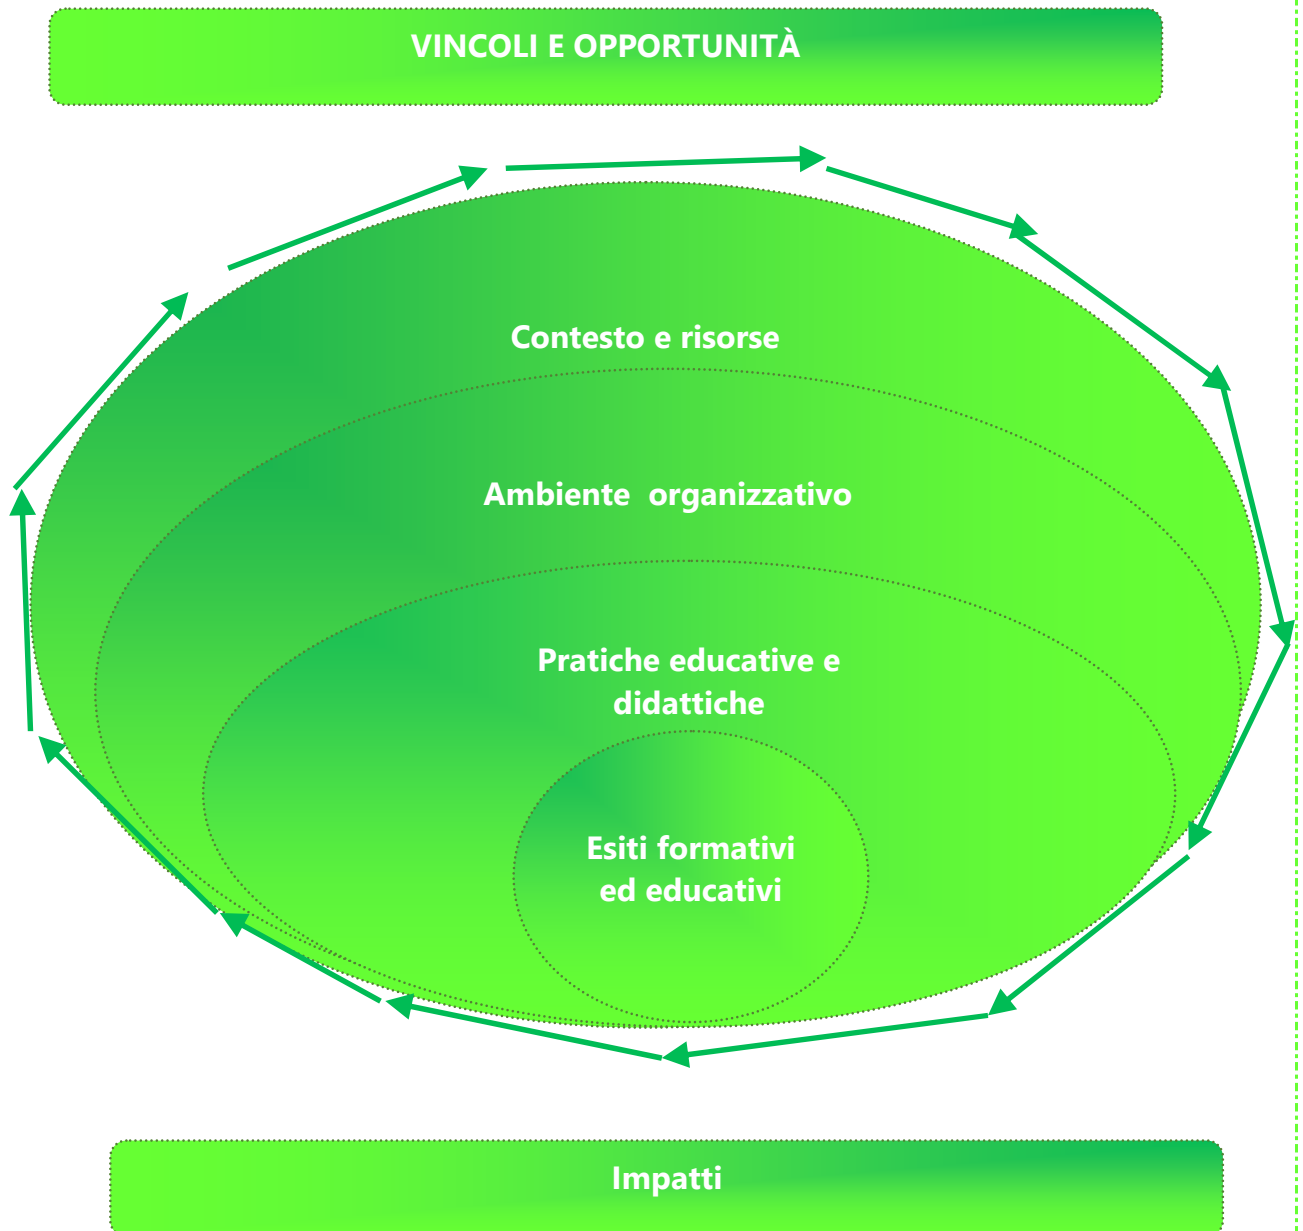 VINCOLI E OPPORTUNITÀ
Contesto e risorse
Ambiente  organizzativo
Pratiche educative e
didattiche
Esiti formativi
ed educativi
Impatti